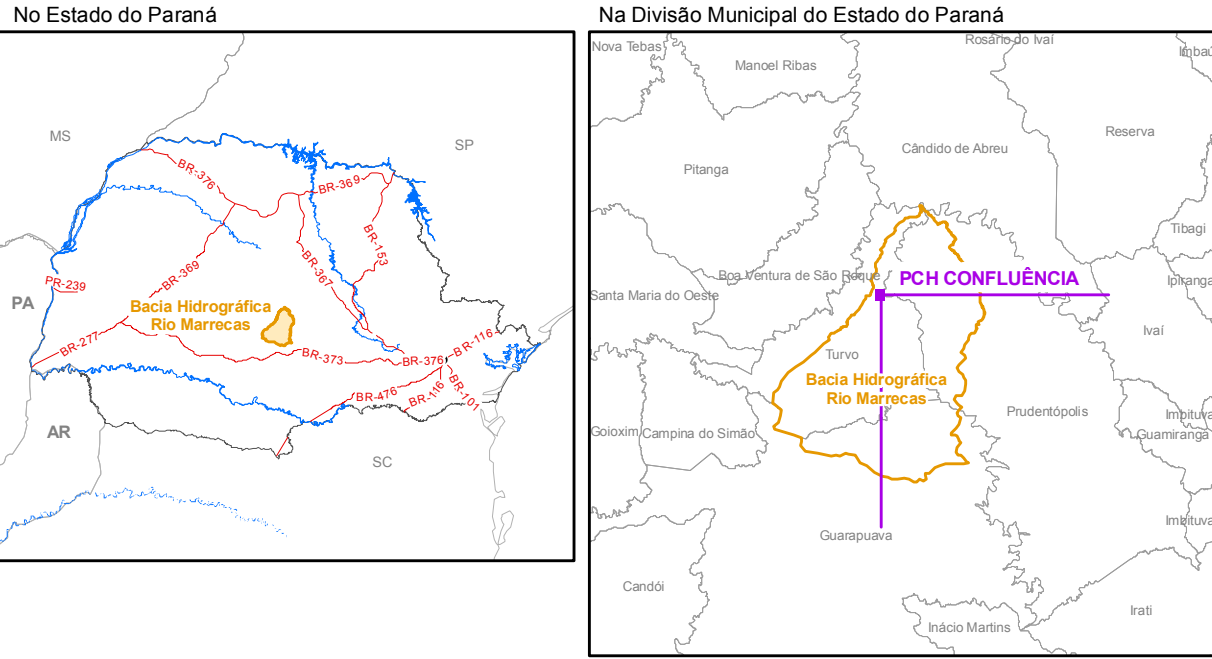 No Estado do Paraná
MS
SP
BR-376
BR-369
BR-153
BR-367
BR-369
PR-239
PA
Bacia Hidrográfica
Rio Marrecas
BR-277
BR-373
BR-376
BR-116
BR-476
BR-116
BR-101
AR
SC
Na Divisão Municipal do Estado do Paraná
Nova Tebas
Rosário do Ivaí
Imbaú
Manoel Ribas
Reserva
Cândido de Abreu
Pitanga
Tibagi
Boa Ventura de São Roque
PCH CONFLUÊNCIA
Ipiranga
Santa Maria do Oeste
Ivaí
Turvo
Bacia Hidrográfica
Rio Marrecas
Prudentópolis
Imbituva
Goioxim
Campina do Simão
Guamiranga
Imbituva
Guarapuava
Candói
Irati
Inácio Martins